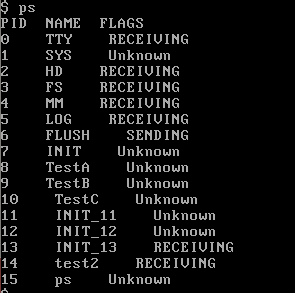 $ ps
PID  NAME  FLAGS
0    TTY    RECEIVING
1    SYS    Unknown
2    HD    RECEIVING
3    FS    RECEIVING
4    MM    RECEIVING
5    LOG    RECEIVING
6    FLUSH    SENDING
7    INIT    Unknown
8    TestA    Unknown
9    TestB    Unknown
10    TestC    Unknown
11    INIT_11    Unknown
12    INIT_12    Unknown
13    INIT_13    RECEIVING
14    test2    RECEIVING
15    ps    Unknown
$